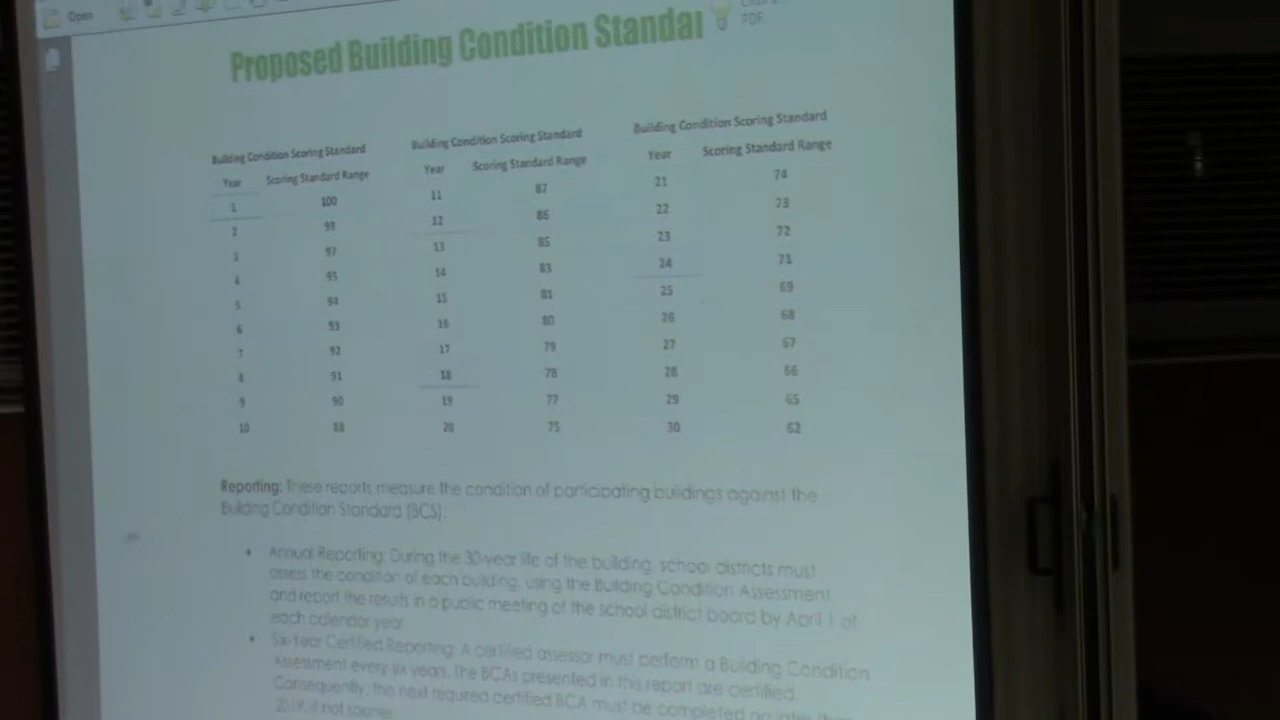 Open
PDF
Proposed Building Condition Standar
Building Condition Scoring Standard
Year Scoring Standard Range
1 100
2 98
3 97
4 95
5 94
6 93
7 92
8 91
9 90
10 88
Building Condition Scoring Standard
Year Scoring Standard Range
11 87
12 86
13 85
14 83
15 81
16 80
17 79
18 78
19 77
20 75
Building Condition Scoring Standard
Year Scoring Standard Range
21 74
22 73
23 72
24 71
25 69
26 68
27 67
28 66
29 65
30 62
Reporting: These reports measure the condition of participating buildings against the
Building Condition Standard (BCS):
• Annual Reporting: During the 30-year life of the building, school districts must
assess the condition of each building, using the Building Condition Assessment
and report the results in a public meeting of the school district board by April 1 of
each calendar year
• Six-Year Certified Reporting: A certified assessor must perform a Building Condition
Assessment every six years. The BCAs presented in this report are certified.
Consequently, the next required certified BCA must be completed no later than
2019, if not sooner.